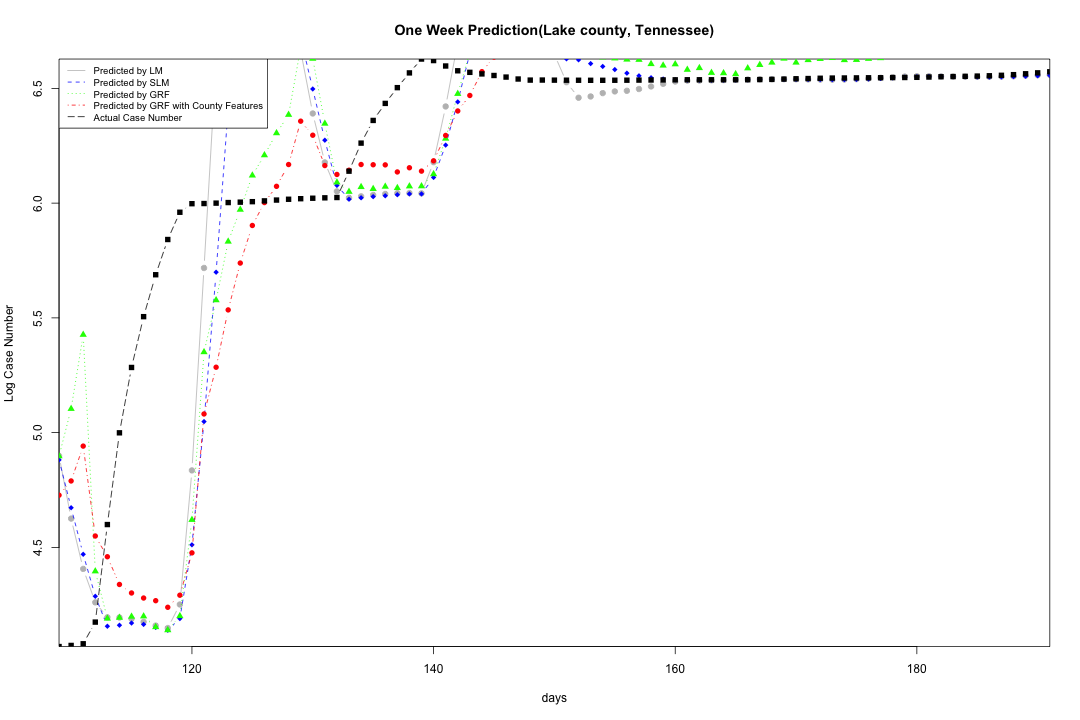 One Week Prediction(Lake county, Tennessee)
Predicted by LM
Predicted by SLM
Predicted by GRF
Predicted by GRF with County Features
Actual Case Number
6.5
6.0
5.5
5.0
4.5
Log Case Number
120 140 160 180
days